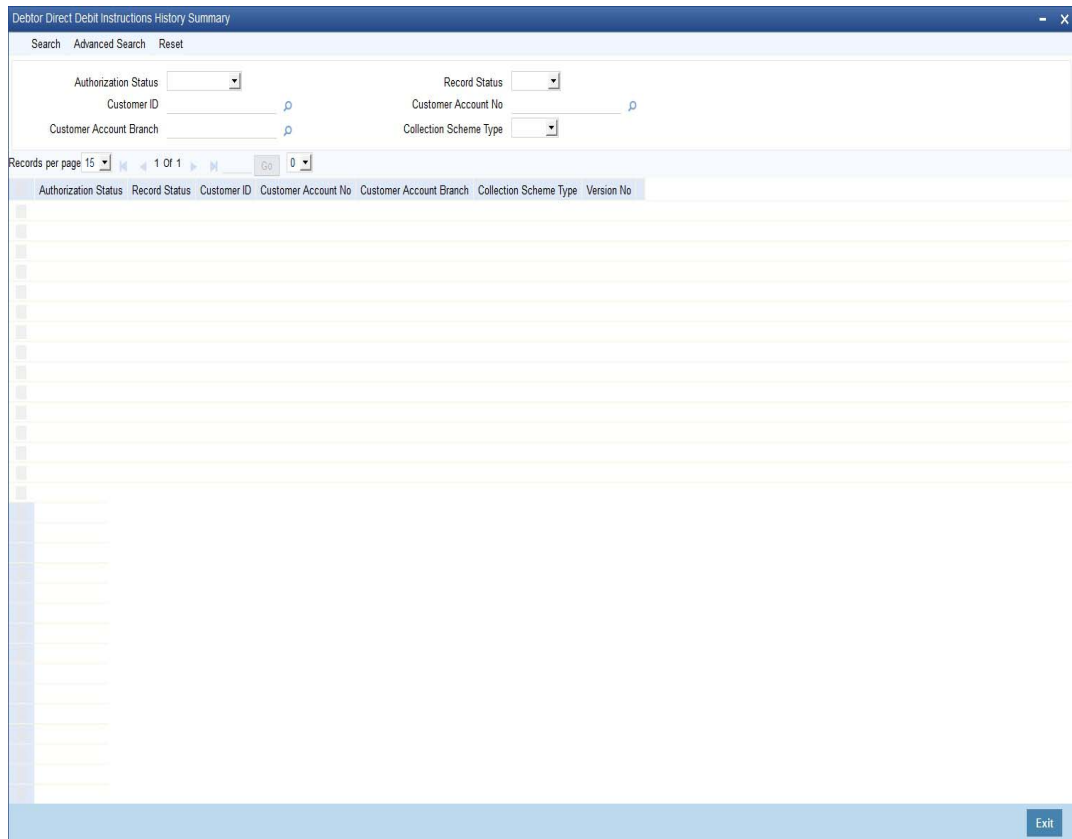 Debtor Direct Debit Instructions History Summary - X
Search Advanced Search Reset
Authorization Status Record Status
Customer ID Customer Account No
Customer Account Branch Collection Scheme Type
Records per page 15 1 Of 1 Go 0
Authorization Status Record Status Customer ID Customer Account No Customer Account Branch Collection Scheme Type Version No
Exit